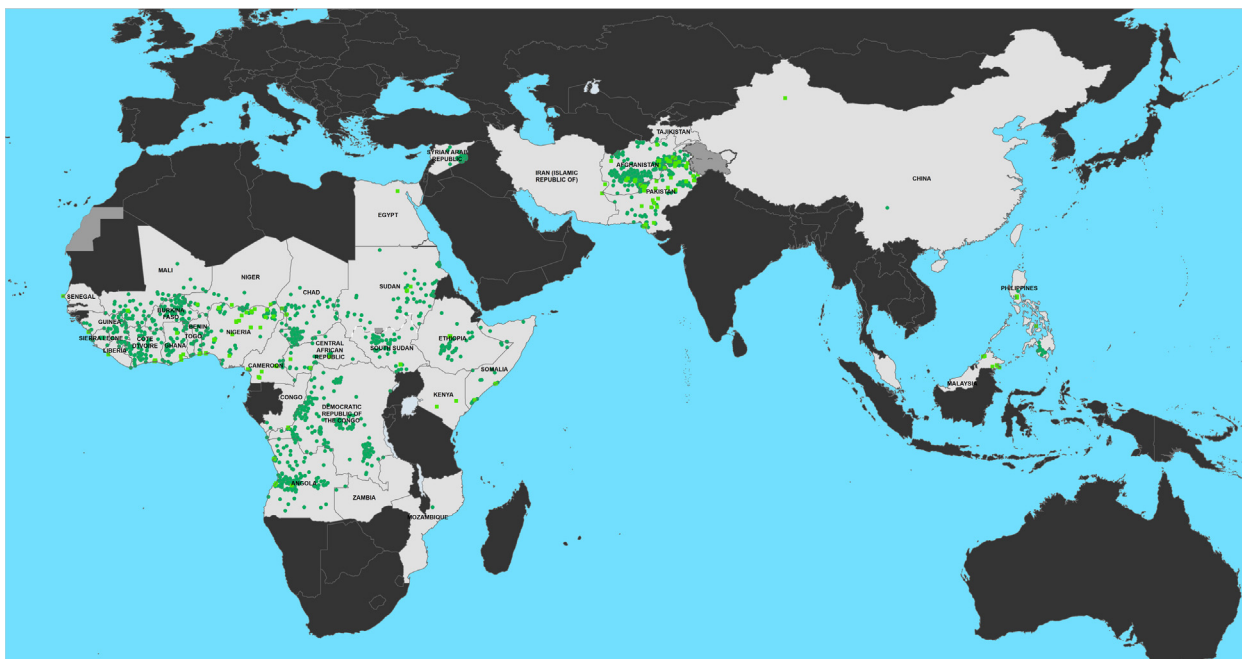 TAJIKISTAN
SYRIAN ARAB
REPUBLIC
AFGHANISTAN
IRAN (ISLAMIC
REPUBLIC OF)
CHINA
PAKISTAN
EGYPT
MALI
NIGER
CHAD
SUDAN
PHILIPPINES
SENEGAL
BURKINA
FASO
GUINEA
BENIN
NIGERIA
TOGO
SIERRA LEONE
COTE
D'IVOIRE
GHANA
LIBERIA
ETHIOPIA
CENTRAL
AFRICAN
REPUBLIC
SOUTH SUDAN
CAMEROON
SOMALIA
MALAYSIA
KENYA
CONGO
DEMOCRATIC
REPUBLIC OF
THE CONGO
ANGOLA
ZAMBIA
MOZAMBIQUE